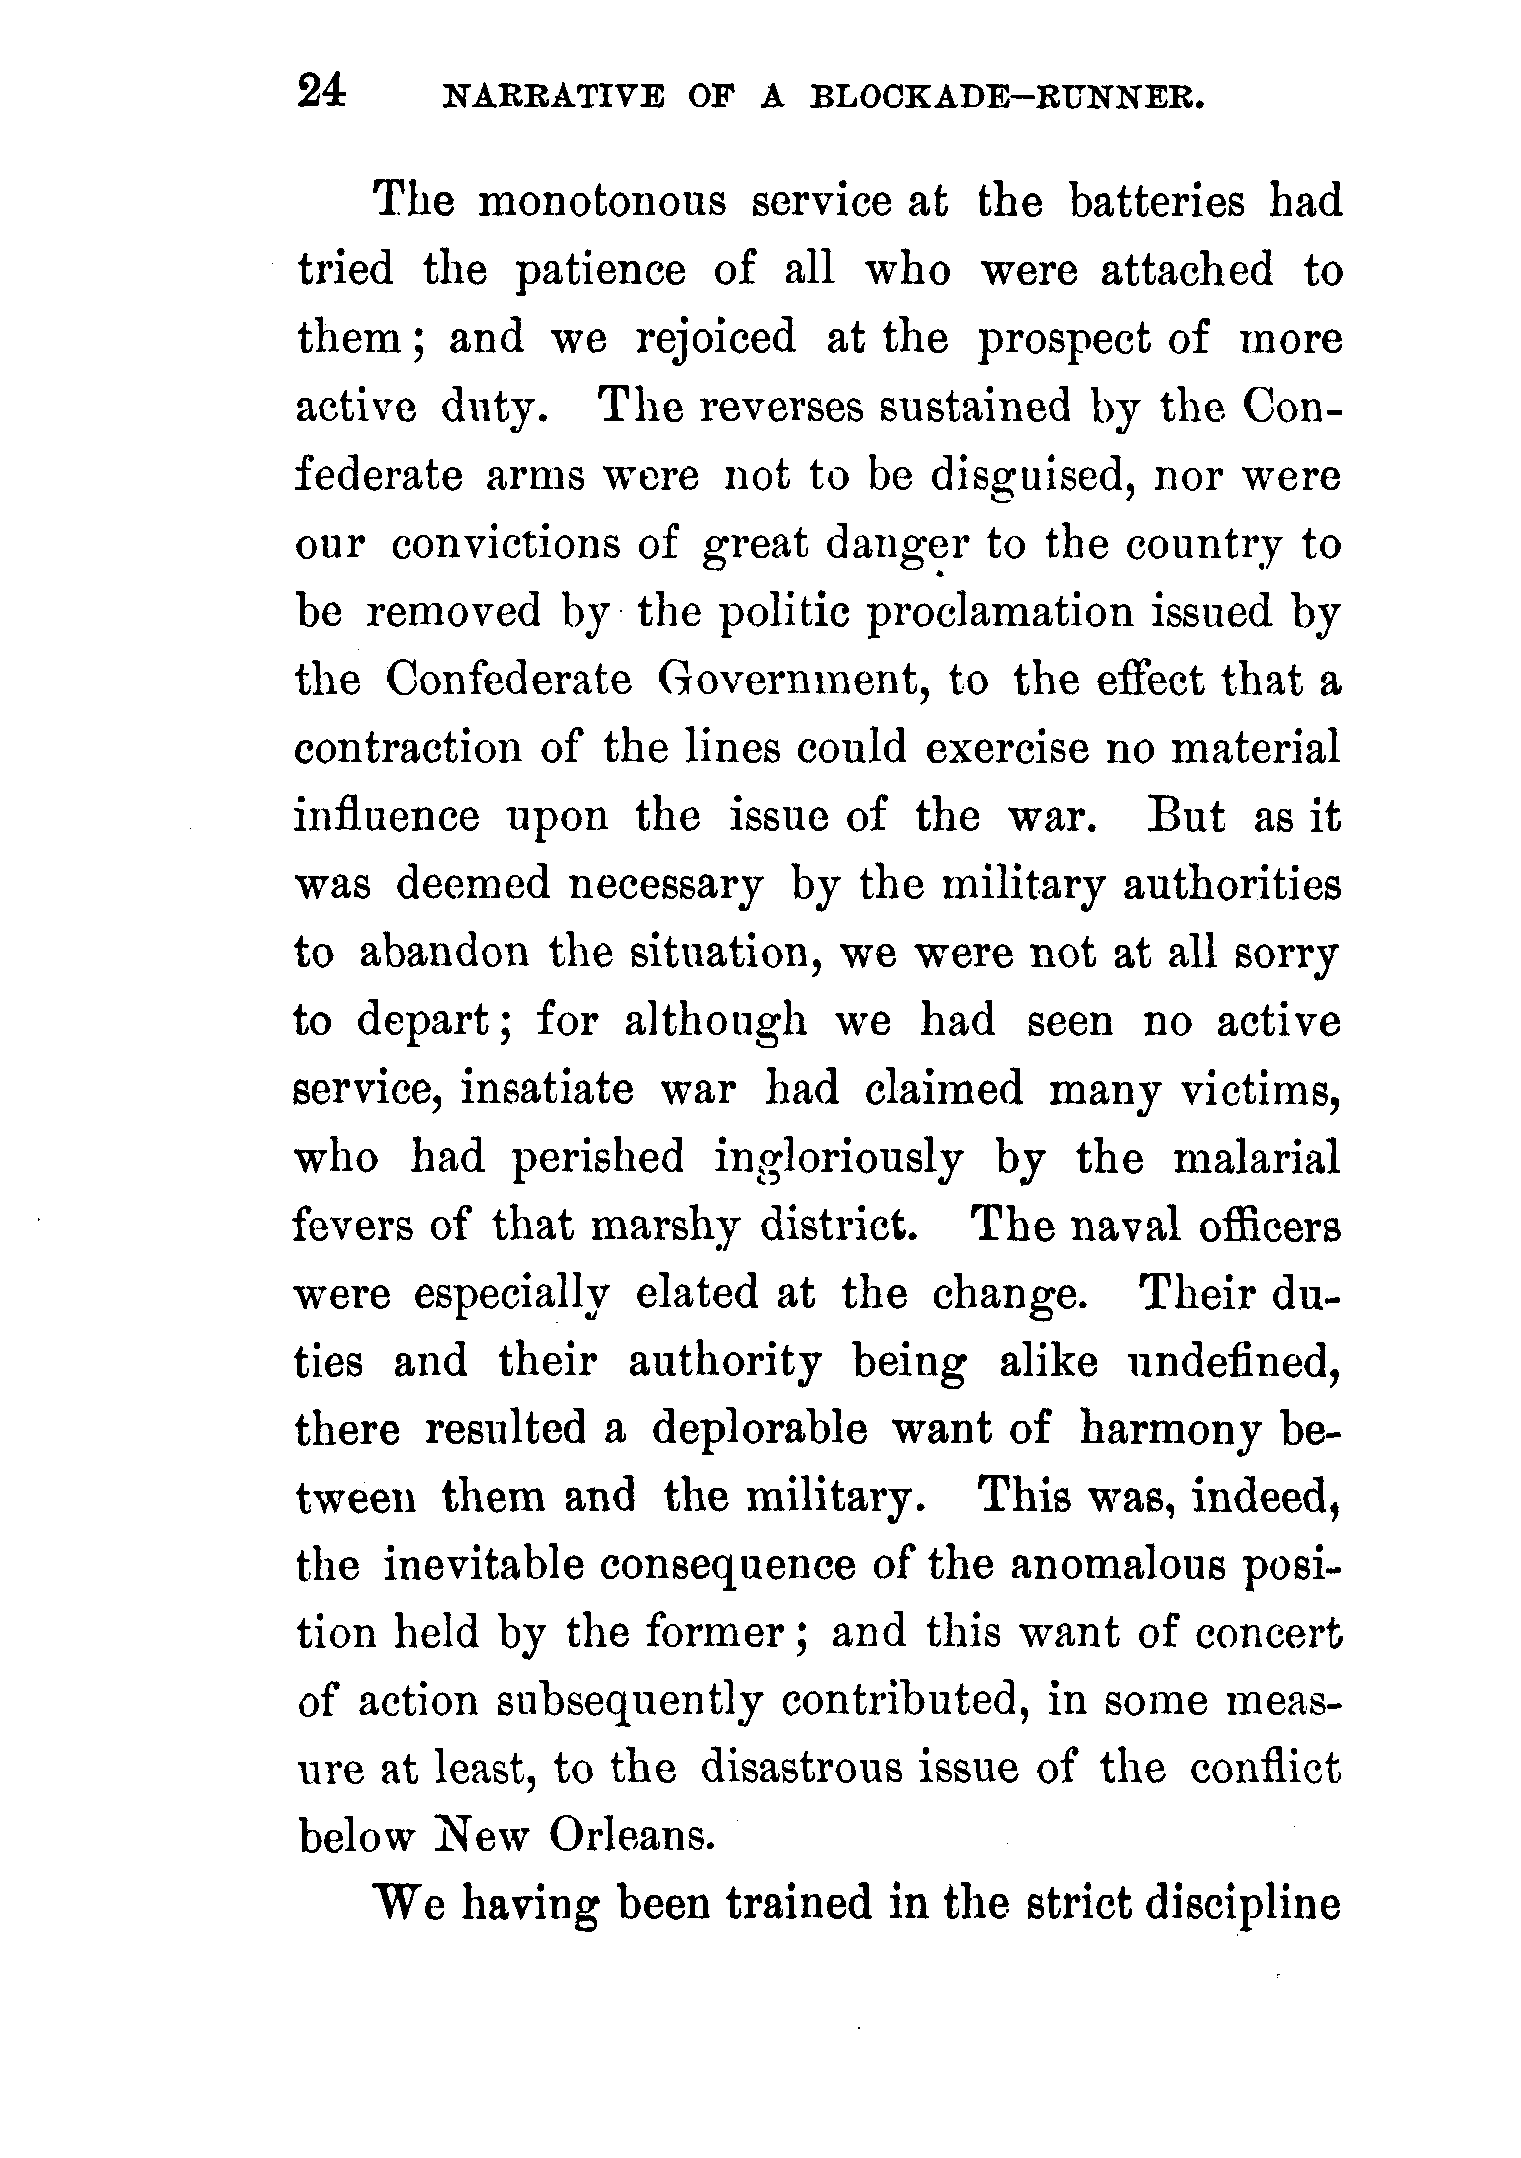 24 NARRATIVE OF A BLOCKADE-RUNNER.
The monotonous service at the batteries had
tried the patience of all who were attached to
them; and we rejoiced at the prospect of more
active duty. The reverses sustained by the Con-
federate arms were not to be disguised, nor were
our convictions of great danger to the country to
be removed by the politic proclamation issued by
the Confederate Government, to the effect that a
contraction of the lines could exercise no material
influence upon the issue of the war. But as it
was deemed necessary by the military authorities
to abandon the situation, we were not at all sorry
to depart; for although we had seen no active
service, insatiate war had claimed many victims,
who had perished ingloriously by the malarial
fevers of that marshy district. The naval officers
were especially elated at the change. Their du-
ties and their authority being alike undefined,
there resulted a deplorable want of harmony be-
tween them and the military. This was, indeed,
the inevitable consequence of the anomalous posi-
tion held by the former; and this want of concert
of action subsequently contributed, in some meas-
ure at least, to the disastrous issue of the conflict
below New Orleans.
We having been trained in the strict discipline